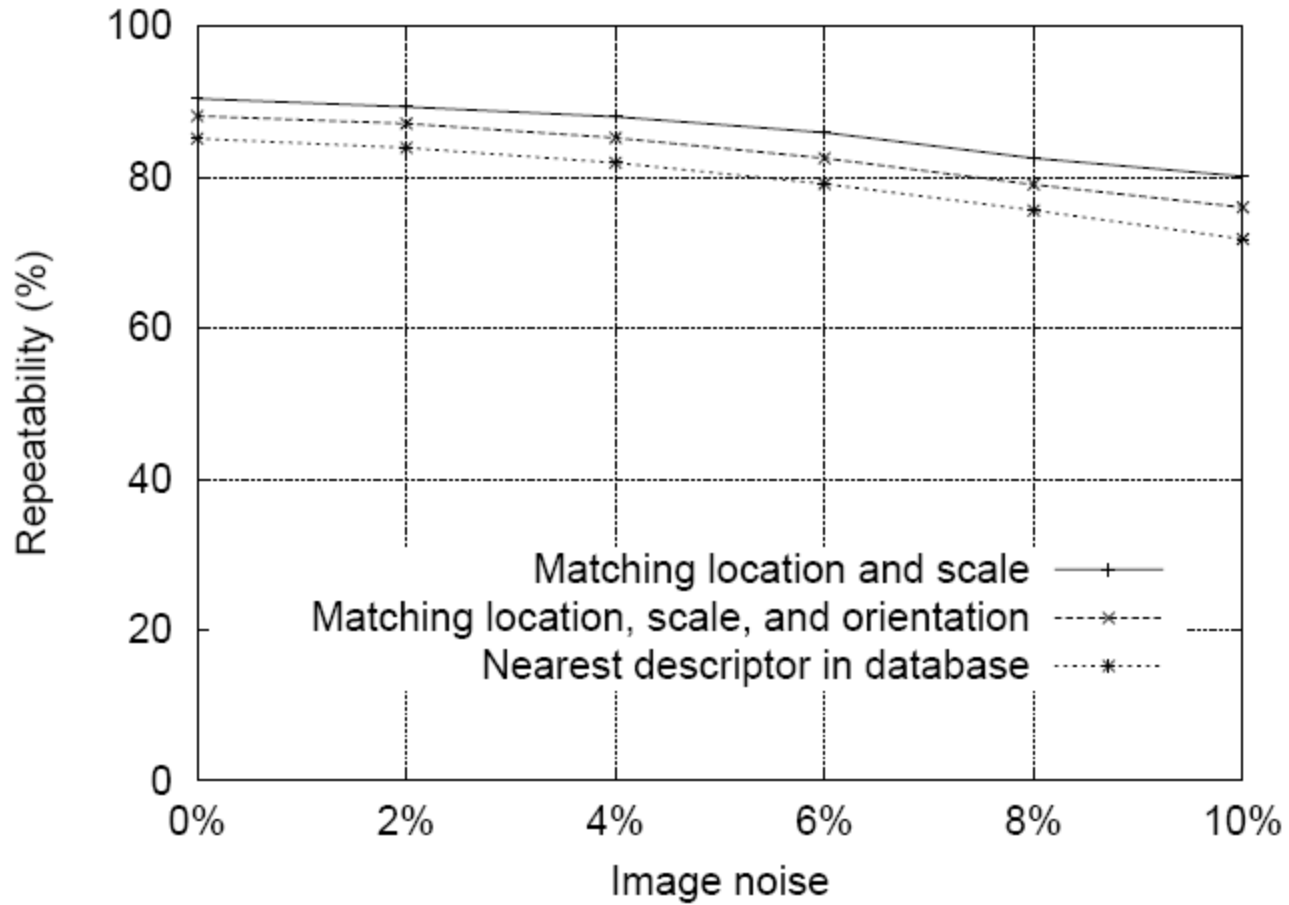 100
80
60
40
20
0
Repeatability (%)
Matching location and scale
Matching location, scale, and orientation
Nearest descriptor in database
0% 2% 4% 6% 8% 10%
Image noise